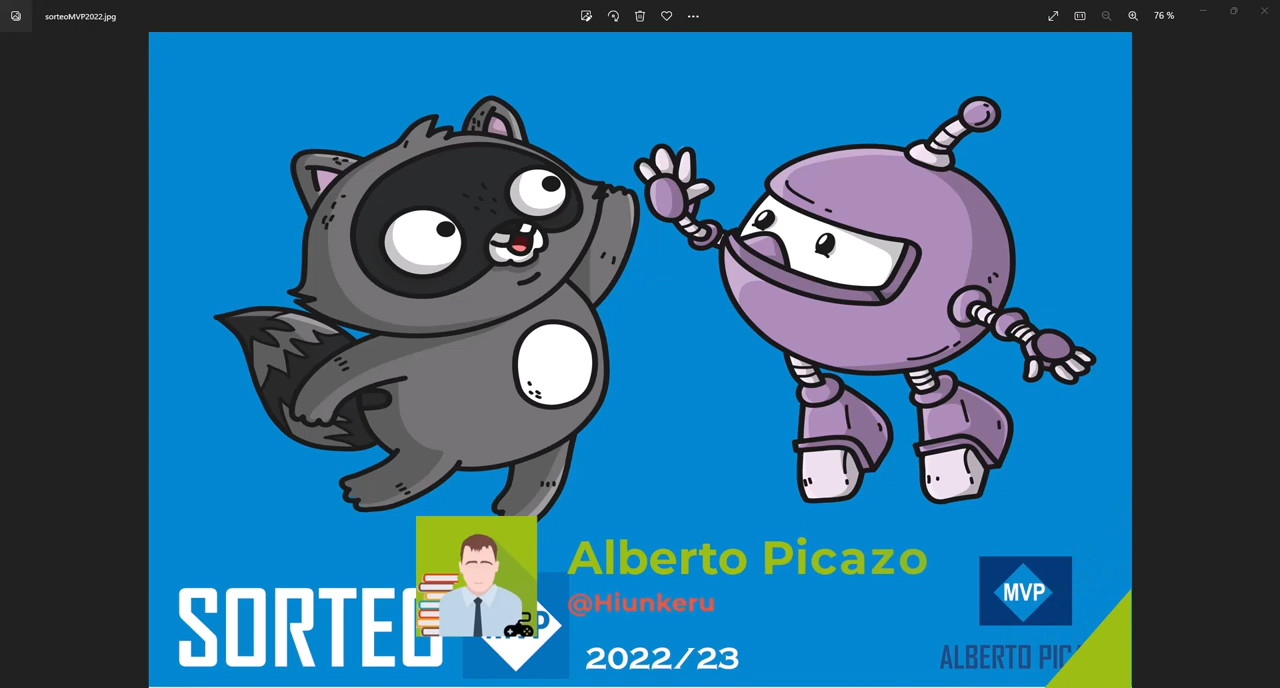 sorteoMVP2022.jpg
76 %
Alberto Picazo
@Hiunkeru
SORTEO
2022/23
MVP
ALBERTO PIC